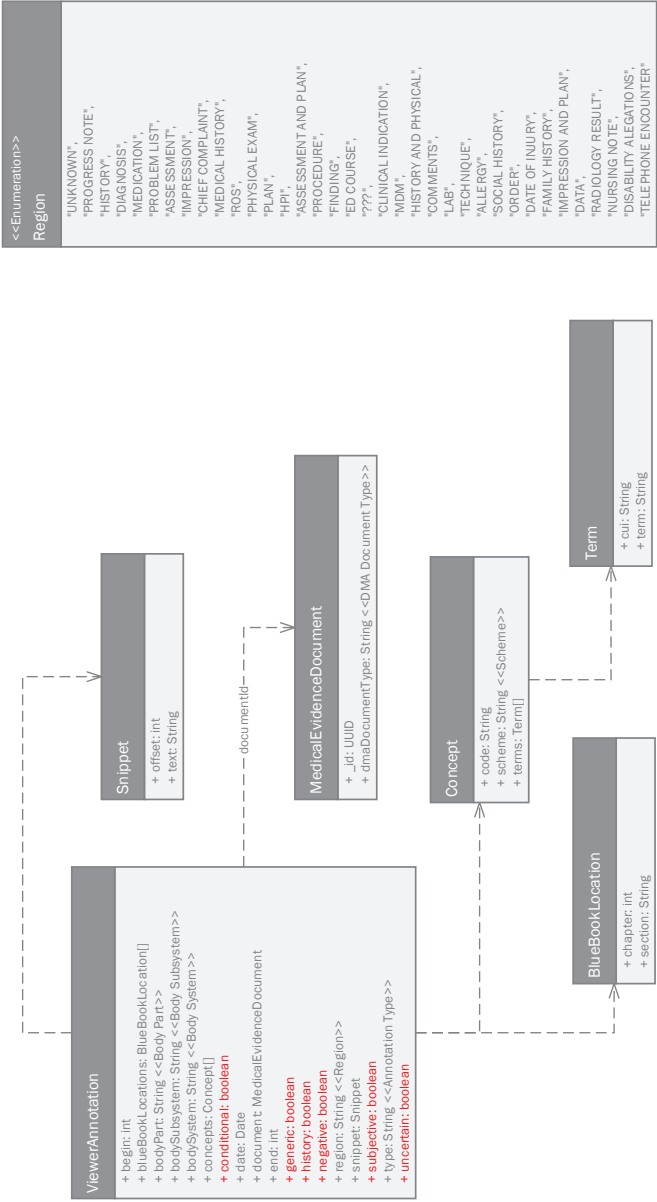 ViewerAnnotation
+ begin: int
+ blueBookLocations: BlueBookLocation[]
+ bodyPart: String <<Body Part>>
+ bodySubsystem: String <<Body Subsystem>>
+ bodySystem: String <<Body System>>
+ concepts: Concept[]
+ conditional: boolean
+ date: Date
+ document: MedicalEvidenceDocument
+ end: int
+ generic: boolean
+ history: boolean
+ negative: boolean
+ region: String <<Region>>
+ snippet: Snippet
+ subjective: boolean
+ type: String <<Annotation Type>>
+ uncertain: boolean
Snippet
+ offset: int
+ text: String
documentId
MedicalEvidenceDocument
+ _id: UUID
+ dmaDocumentType: String <<DMA Document Type>>
Concept
+ code: String
+ scheme: String <<Scheme>>
+ terms: Term[]
BlueBookLocation
+ chapter: int
+ section: String
Term
+ cui: String
+ term: String
<<Enumeration>>
Region
"UNKNOWN",
"PROGRESS NOTE",
"HISTORY",
"DIAGNOSIS",
"MEDICATION",
"PROBLEM LIST",
"ASSESSMENT",
"IMPRESSION",
"CHIEF COMPLAINT",
"MEDICAL HISTORY",
"ROS",
"PHYSICAL EXAM",
"PLAN",
"HPI",
"ASSESSMENT AND PLAN",
"PROCEDURE",
"FINDING",
"ED COURSE",
"???",
"CLINICAL INDICATION",
"MDM",
"HISTORY AND PHYSICAL",
"COMMENTS",
"LAB",
"TECHNIQUE",
"ALLERGY",
"SOCIAL HISTORY",
"ORDER",
"DATE OF INJURY",
"FAMILY HISTORY",
"IMPRESSION AND PLAN",
"DATA",
"RADIOLOGY RESULT",
"NURSING NOTE",
"DISABILITY ALEGATIONS",
"TELEPHONE ENCOUNTER"